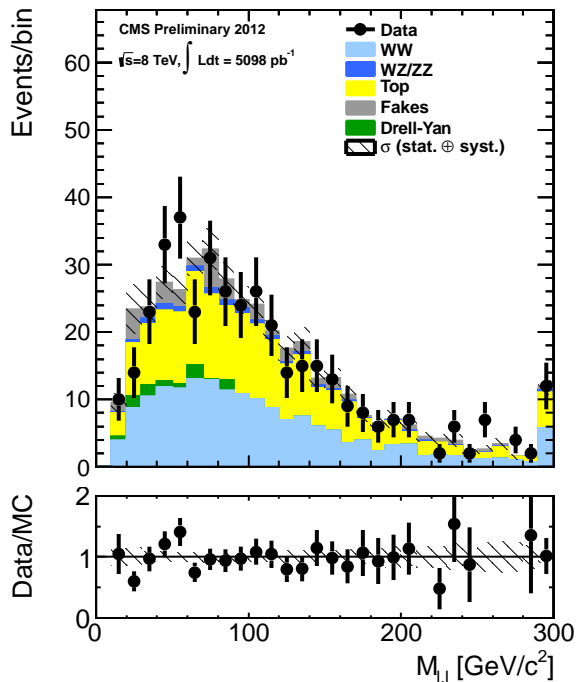 CMS Preliminary 2012
√s=8 TeV, ∫ Ldt = 5098 pb⁻¹
Data
WW
WZ/ZZ
Top
Fakes
Drell-Yan
σ (stat. ⊕ syst.)
Events/bin
60
50
40
30
20
10
0
Data/MC
2
1
0
0 100 200 300
M_{l,l} [GeV/c²]